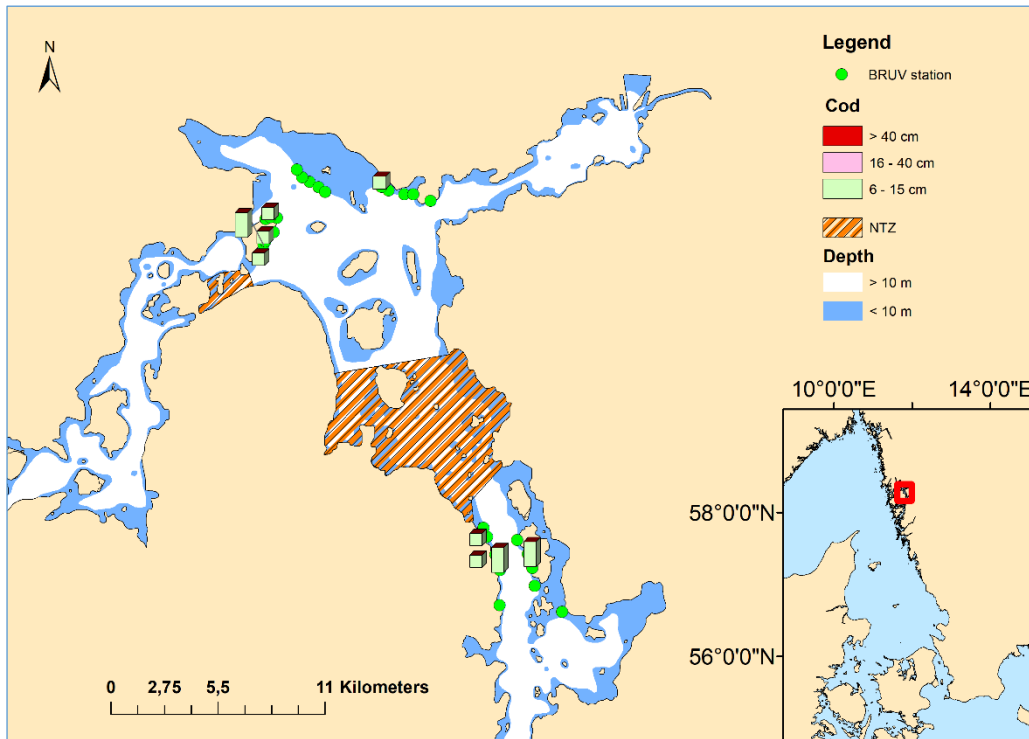 N
Legend
BRUV station
Cod
> 40 cm
16 - 40 cm
6 - 15 cm
NTZ
Depth
> 10 m
< 10 m
10°0'0"E 14°0'0"E
58°0'0"N
56°0'0"N
0 2,75 5,5 11 Kilometers